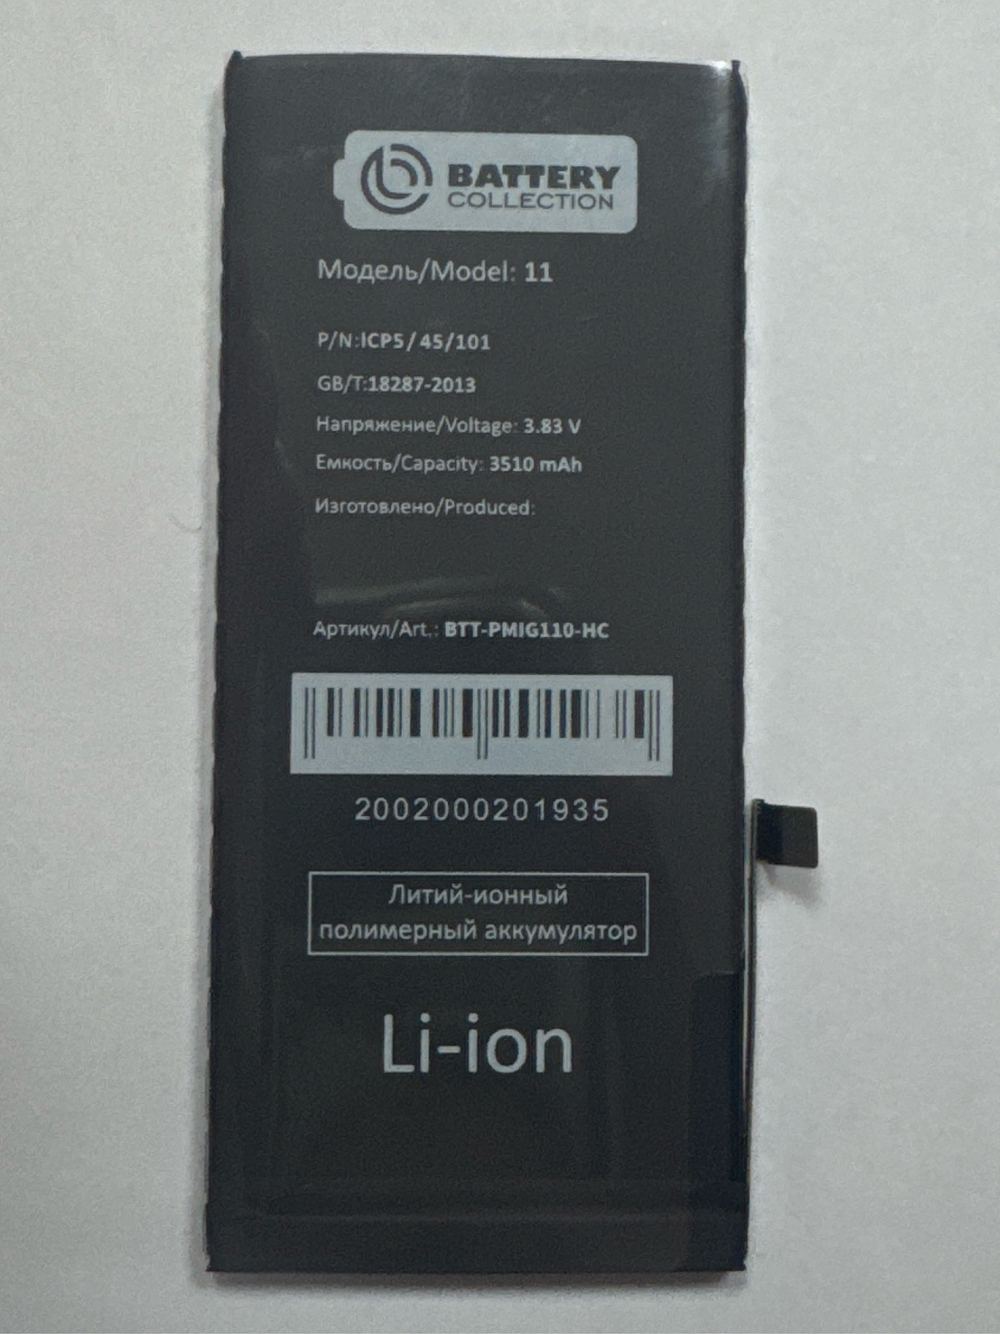 BATTERY
COLLECTION
Модель/Model: 11
P/N:ICP5/45/101
GB/T:18287-2013
Напряжение/Voltage: 3.83 V
Емкость/Capacity: 3510 mAh
Изготовлено/Produced:
Артикул/Art.: BTT-PMIG110-HC
2002000201935
Литий-ионный
полимерный аккумулятор
Li-ion